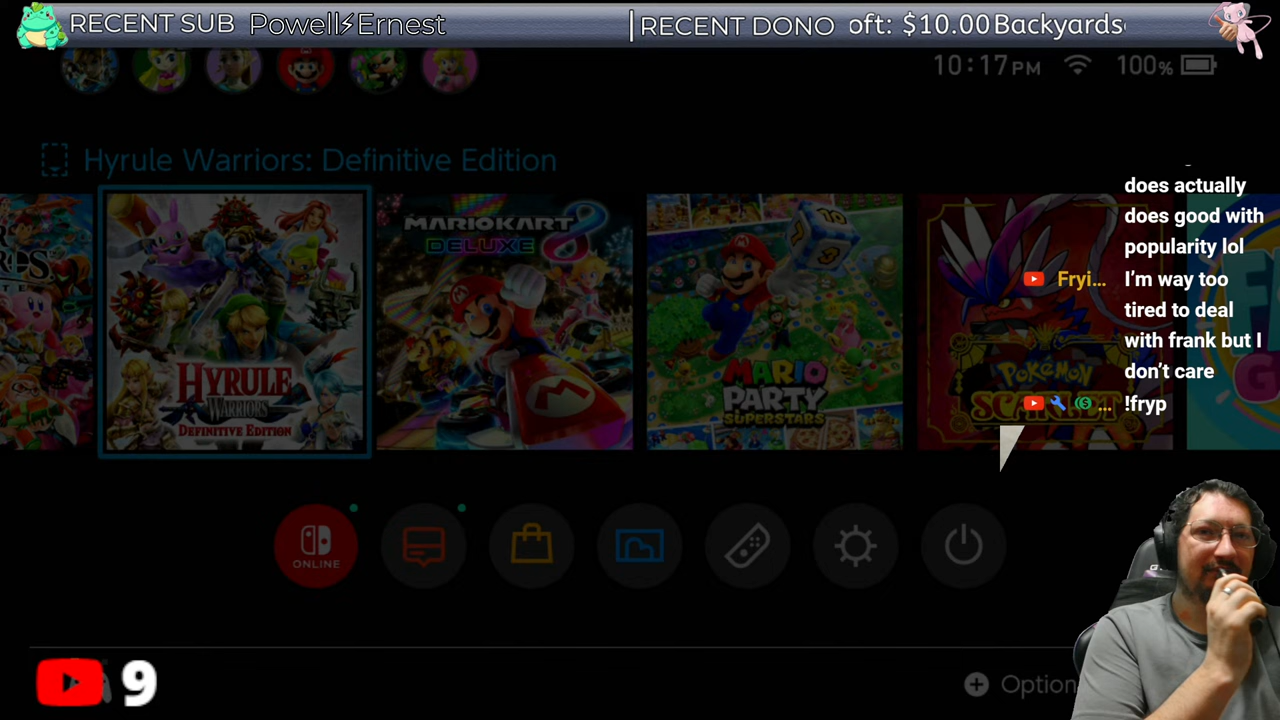 RECENT SUB Powell⚡Ernest
RECENT DONO oft: $10.00 Backyards
10:17 PM 100%
Hyrule Warriors: Definitive Edition
MARIO KART 8
DELUXE
HYRULE
WARRIORS
DEFINITIVE EDITION
MARIO
PARTY
SUPERSTARS
POKÉMON
does actually
does good with
popularity lol
Fryi... I'm way too
tired to deal
with frank but I
don't care
... !fryp
ONLINE
9
Option